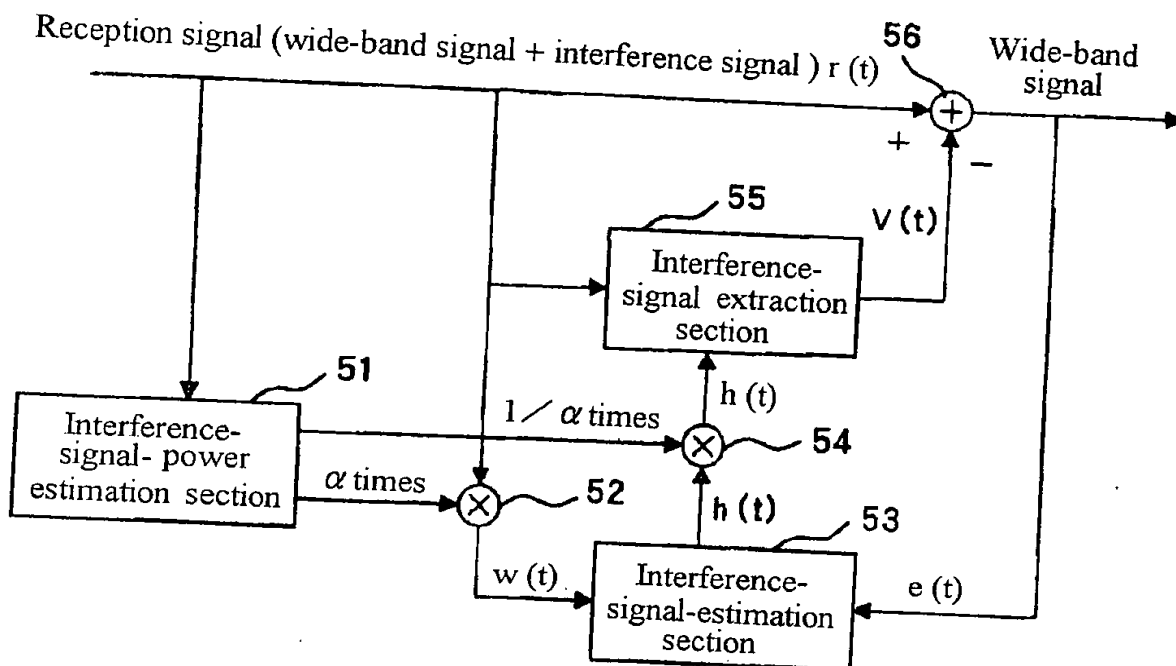 Reception signal (wide-band signal + interference signal ) r (t)
56
Wide-band
signal
+
+
−
55
V (t)
Interference-
signal extraction
section
51
h (t)
1／α times
×
54
Interference-
signal- power
estimation section
α times
×
52
h (t)
53
w (t)
Interference-
signal-estimation
section
e (t)